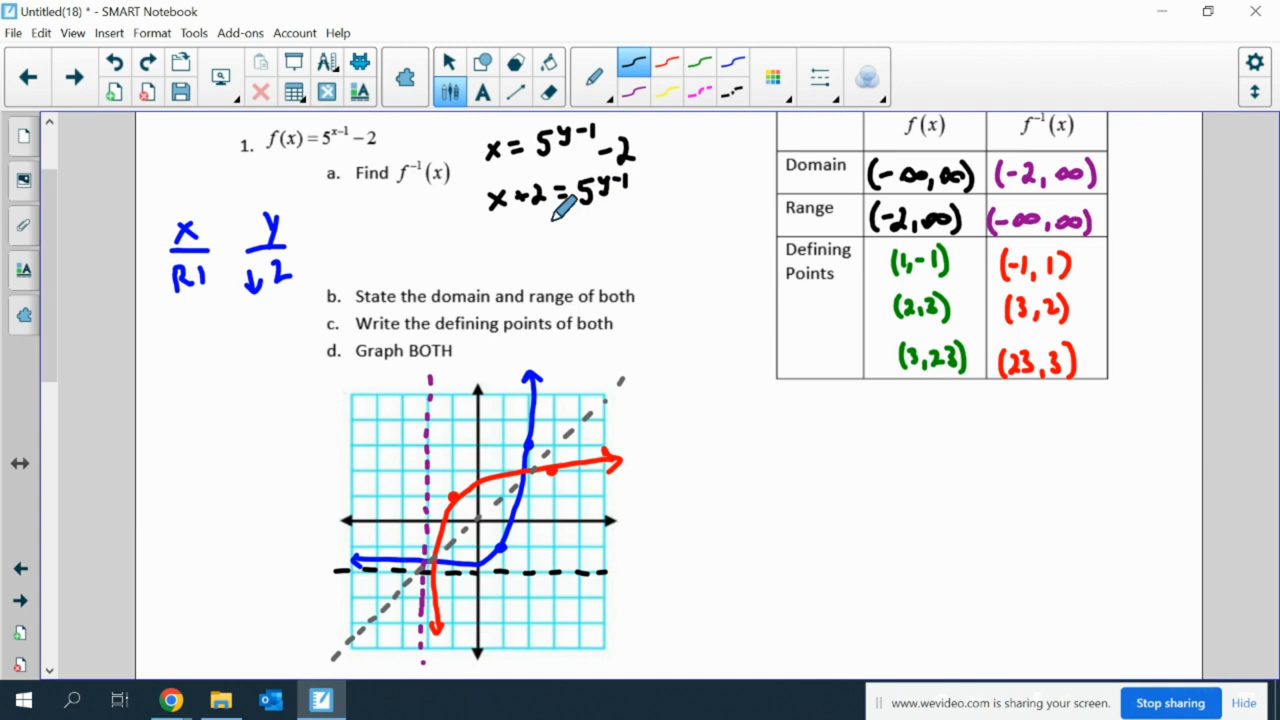 Untitled(18) * - SMART Notebook
File Edit View Insert Format Tools Add-ons Account Help
1. f(x) = 5^{x-1} - 2
a. Find f^{-1}(x)
x = 5^{y-1} - 2
x + 2 = 5^{y-1}
x y
R1 ↓2
b. State the domain and range of both
c. Write the defining points of both
d. Graph BOTH
f(x) f^{-1}(x)
Domain (-∞, ∞) (-2, ∞)
Range (-2, ∞) (-∞, ∞)
Defining Points
(1, -1) (-1, 1)
(2, 3) (3, 2)
(3, 23) (23, 3)
www.wevideo.com is sharing your screen. Stop sharing Hide